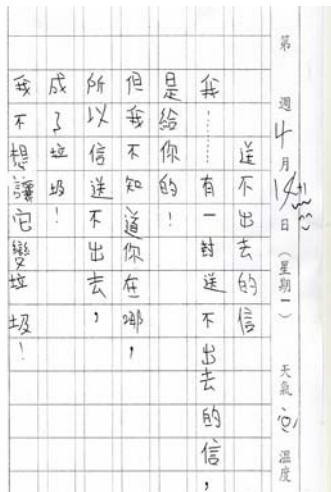 第 週 4月14日（星期一） 天氣 溫度
送不出去的信
我……有一封送不出去的信，
是給你的！
但我不知道你在哪，
所以信送不出去，
成了垃圾！
我不想讓它變垃圾！